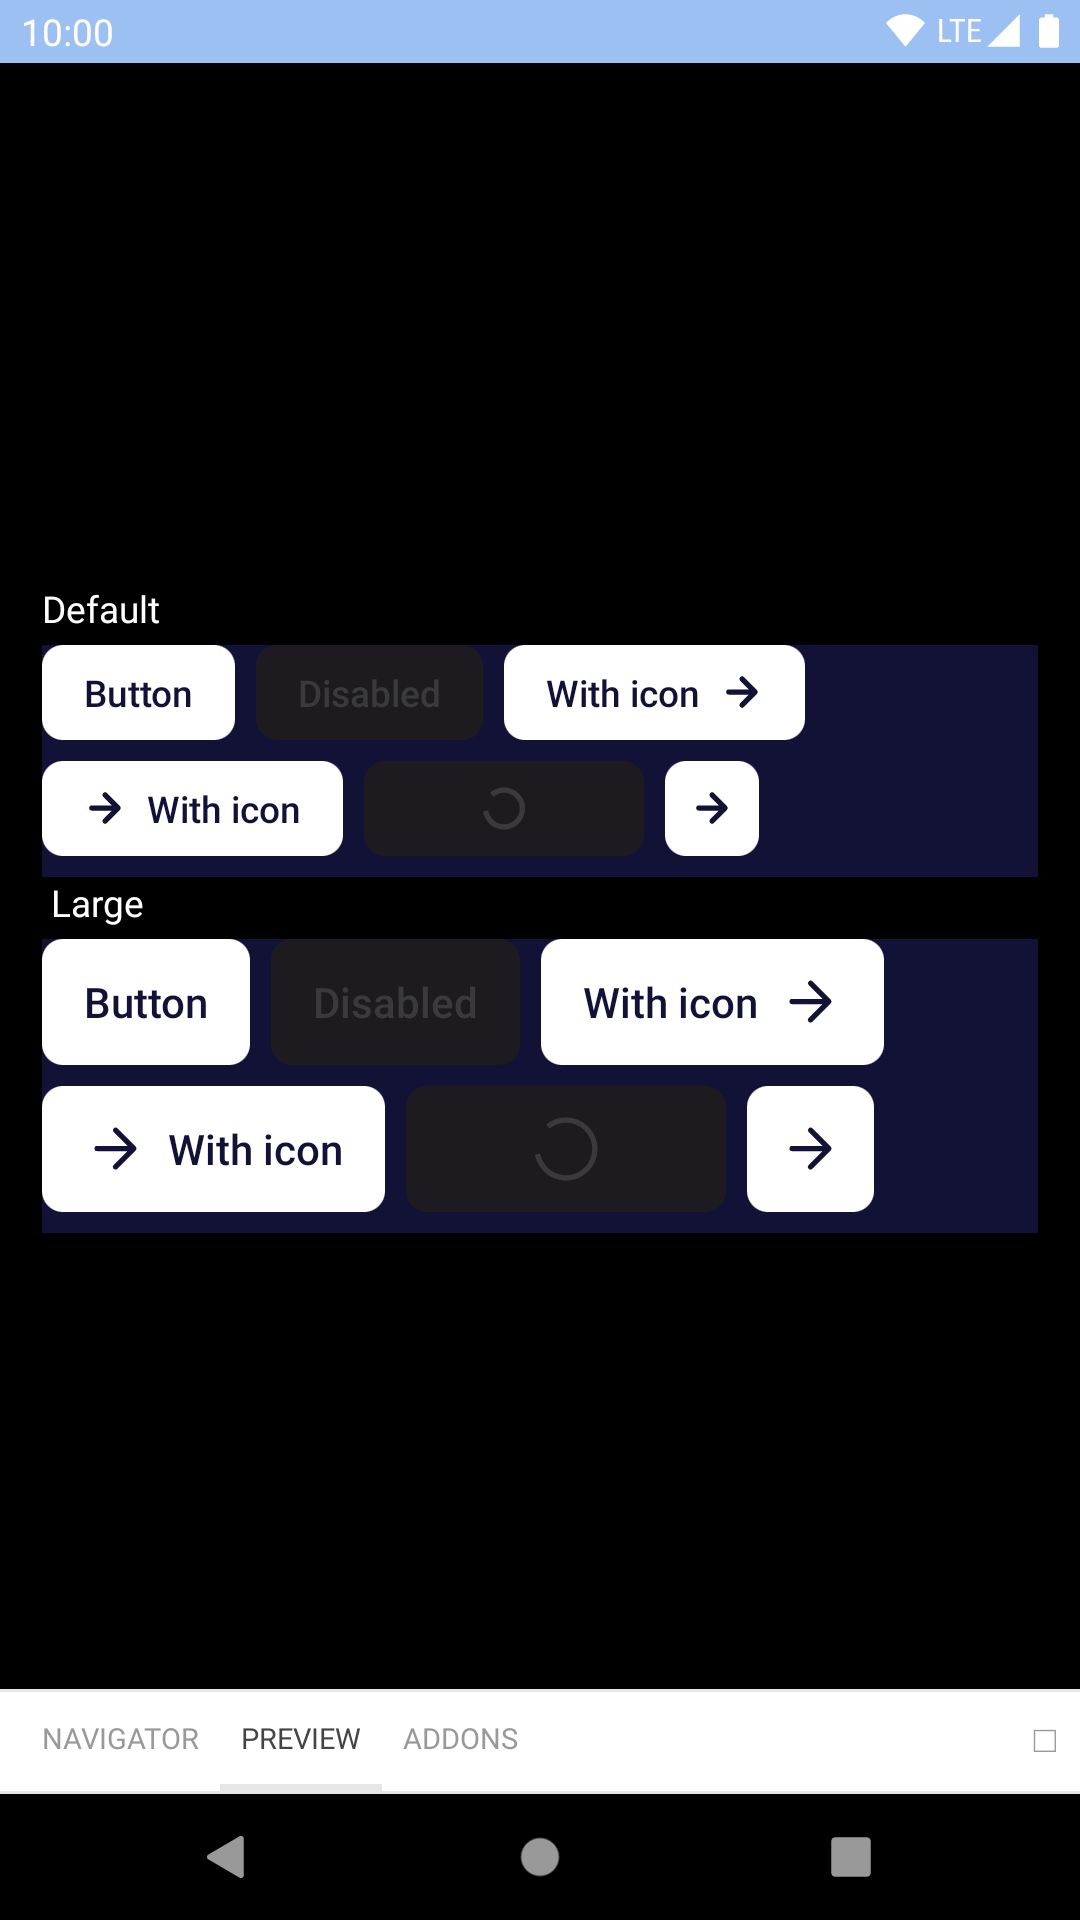 10:00 LTE
Default
Button Disabled With icon
With icon
Large
Button Disabled With icon
With icon
NAVIGATOR PREVIEW ADDONS